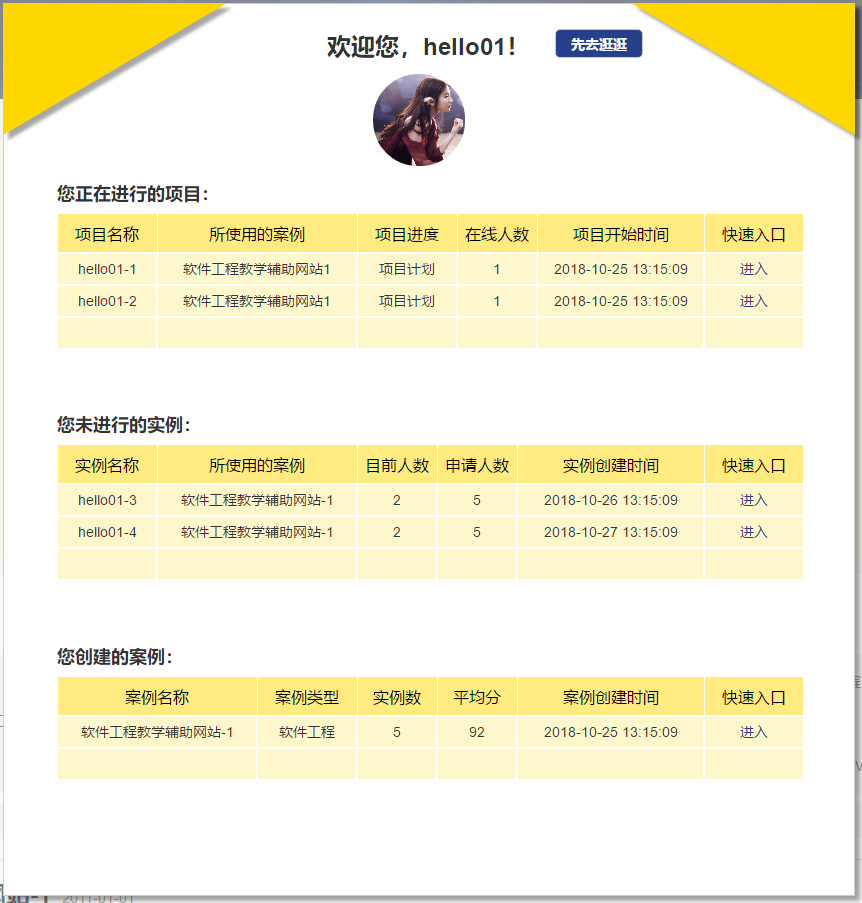 欢迎您，hello01！ 先去逛逛
您正在进行的项目：
项目名称 所使用的案例 项目进度 在线人数 项目开始时间 快速入口
hello01-1 软件工程教学辅助网站1 项目计划 1 2018-10-25 13:15:09 进入
hello01-2 软件工程教学辅助网站1 项目计划 1 2018-10-25 13:15:09 进入
您未进行的实例：
实例名称 所使用的案例 目前人数 申请人数 实例创建时间 快速入口
hello01-3 软件工程教学辅助网站-1 2 5 2018-10-26 13:15:09 进入
hello01-4 软件工程教学辅助网站-1 2 5 2018-10-27 13:15:09 进入
您创建的案例：
案例名称 案例类型 实例数 平均分 案例创建时间 快速入口
软件工程教学辅助网站-1 软件工程 5 92 2018-10-25 13:15:09 进入
2011-01-01